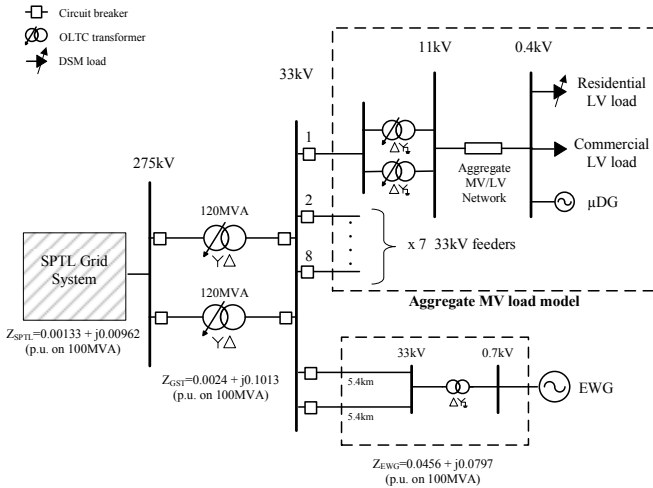 Circuit breaker
OLTC transformer
DSM load
33kV
11kV
0.4kV
1
Residential
LV load
275kV
Aggregate
MV/LV
Network
Commercial
LV load
120MVA
2
μDG
SPTL Grid
System
x 7 33kV feeders
8
120MVA
Aggregate MV load model
Z_SPTL=0.00133 + j0.00962
(p.u. on 100MVA)
Z_GST=0.0024 + j0.1013
(p.u. on 100MVA)
33kV
0.7kV
5.4km
EWG
5.4km
Z_EWG=0.0456 + j0.0797
(p.u. on 100MVA)